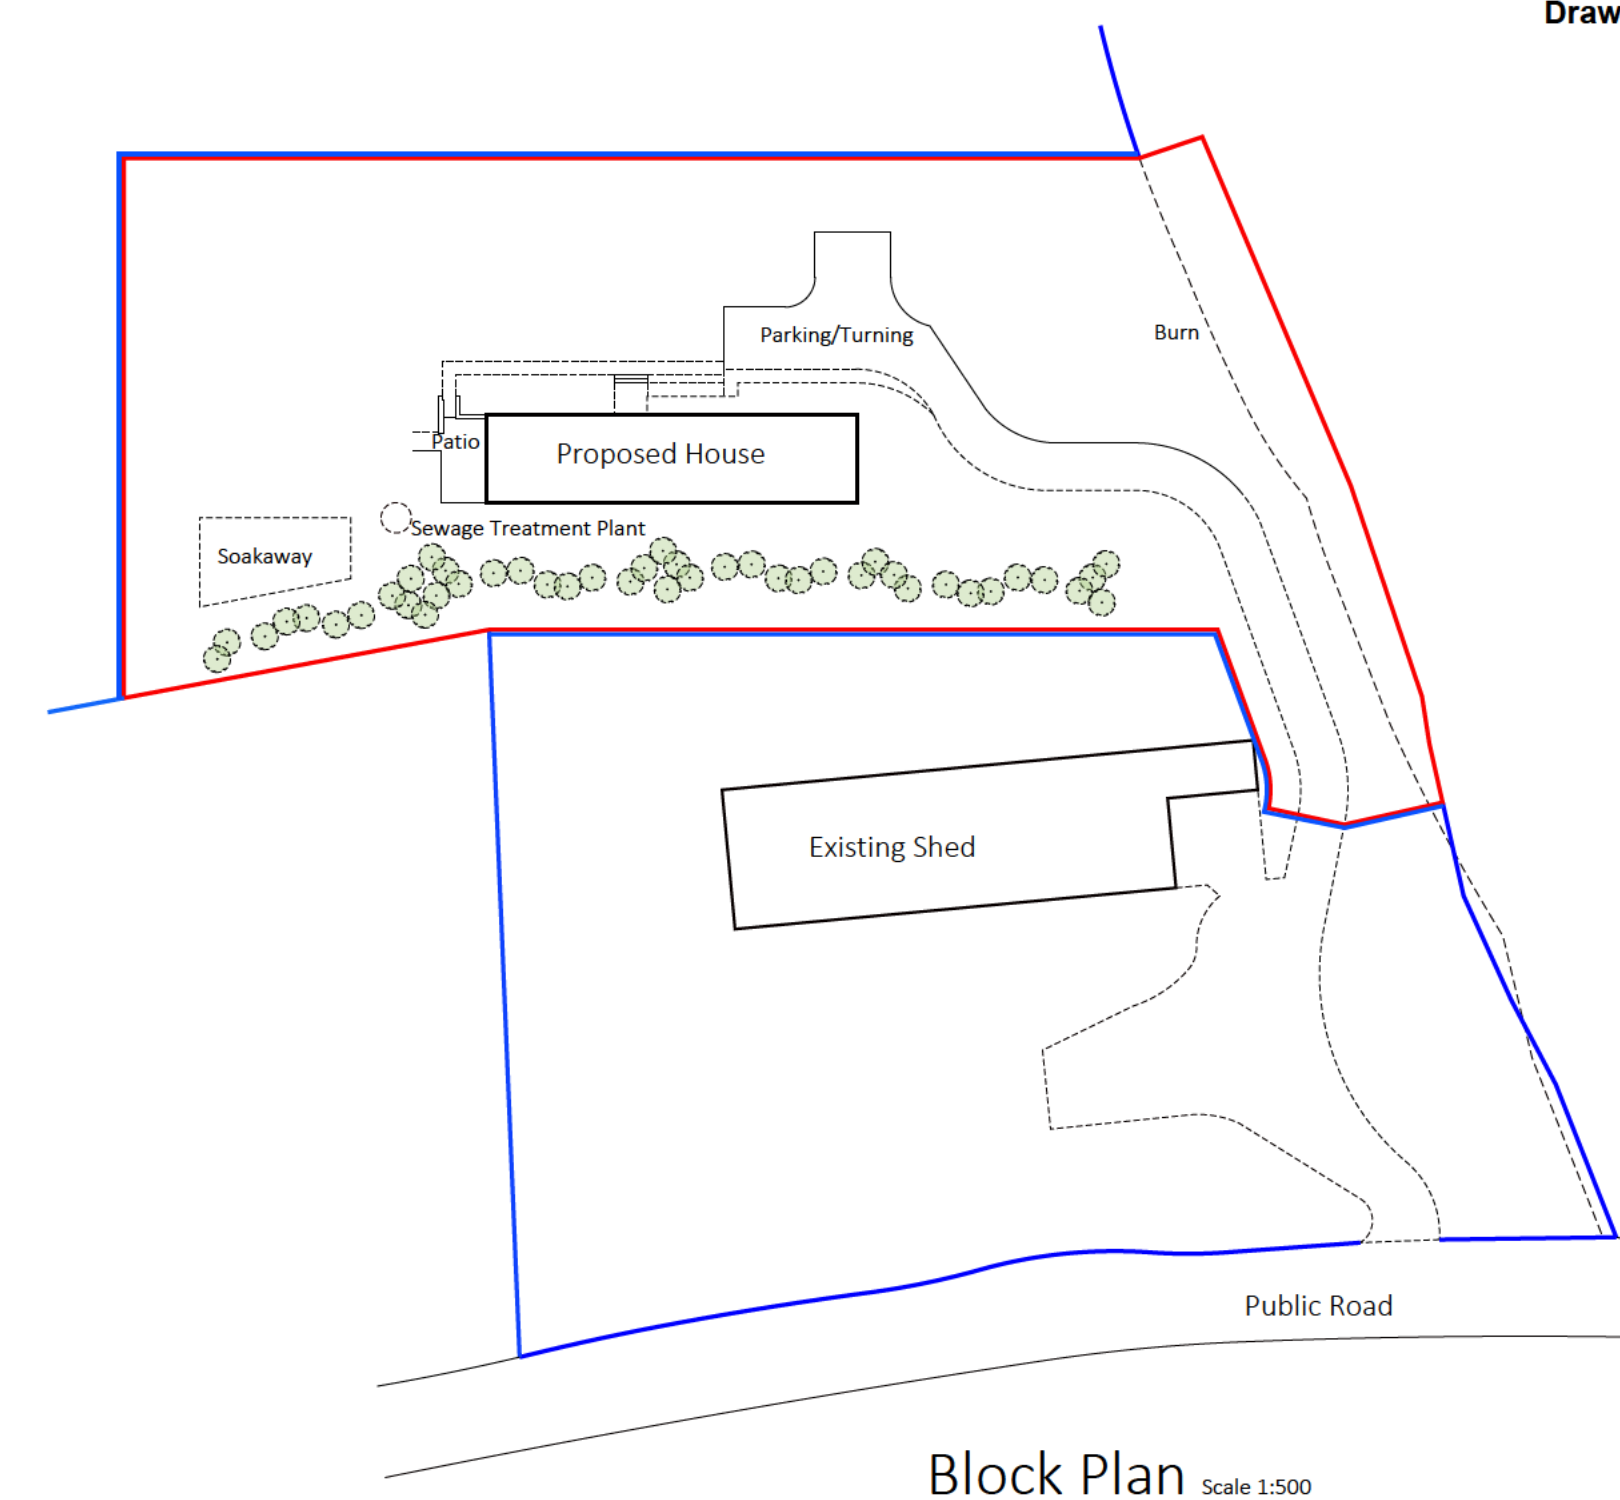 Draw
Burn
Parking/Turning
Patio
Proposed House
Sewage Treatment Plant
Soakaway
Existing Shed
Public Road
Block Plan Scale 1:500